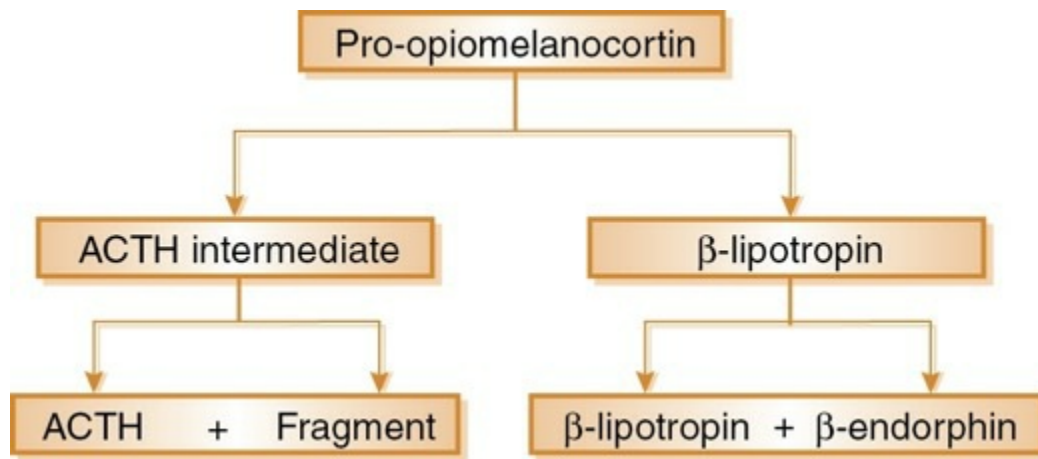 Pro-opiomelanocortin
ACTH intermediate
β-lipotropin
ACTH + Fragment
β-lipotropin + β-endorphin